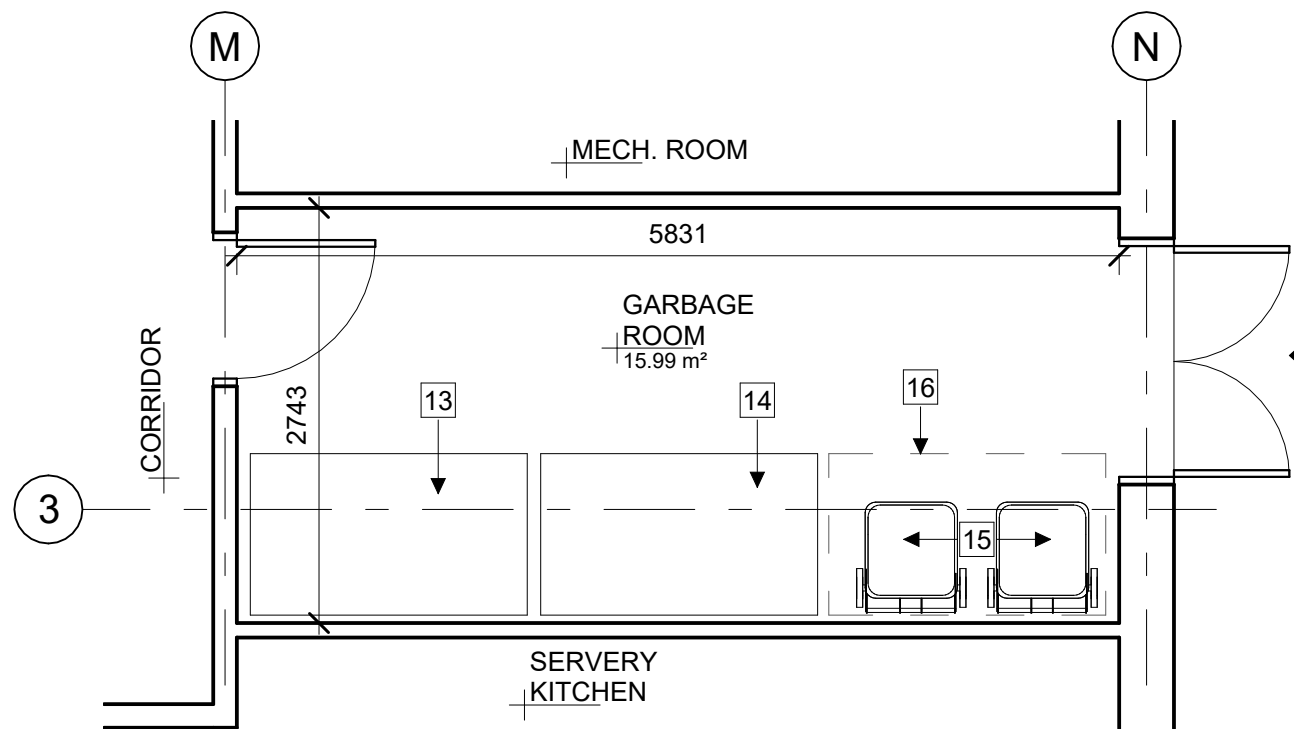 M
N
MECH. ROOM
5831
GARBAGE
ROOM
15.99 m²
CORRIDOR
2743
13
14
16
3
15
SERVERY
KITCHEN